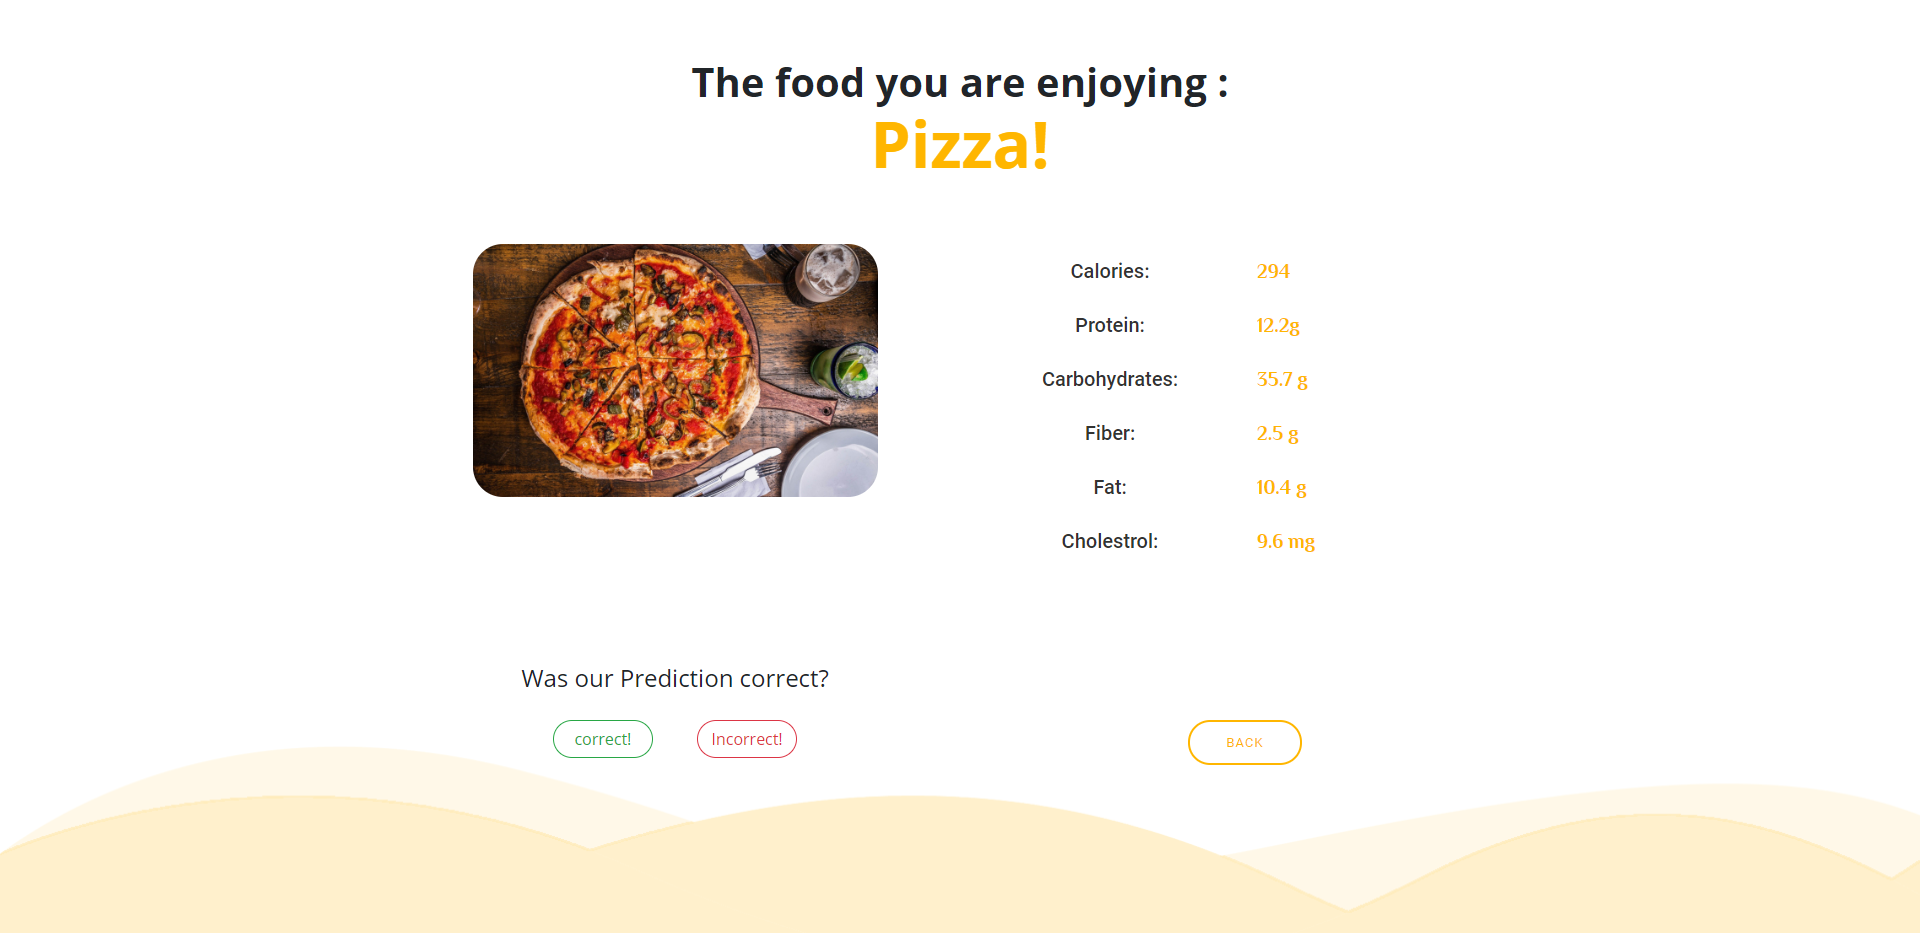 The food you are enjoying :
Pizza!
Calories: 294
Protein: 12.2g
Carbohydrates: 35.7 g
Fiber: 2.5 g
Fat: 10.4 g
Cholestrol: 9.6 mg
Was our Prediction correct?
correct! Incorrect!
BACK